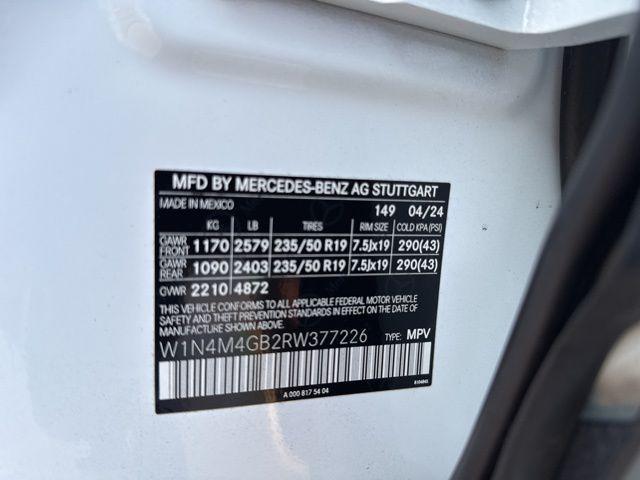 MFD BY MERCEDES-BENZ AG STUTTGART
MADE IN MEXICO 149 04/24
KG LB TIRES RIM SIZE COLD KPA (PSI)
GAWR FRONT 1170 2579 235/50 R19 7.5Jx19 290(43)
GAWR REAR 1090 2403 235/50 R19 7.5Jx19 290(43)
GVWR 2210 4872
THIS VEHICLE CONFORMS TO ALL APPLICABLE FEDERAL MOTOR VEHICLE
SAFETY AND THEFT PREVENTION STANDARDS IN EFFECT ON THE DATE OF
MANUFACTURE SHOWN ABOVE.
W1N4M4GB2RW377226 TYPE: MPV
A 000 817 54 04